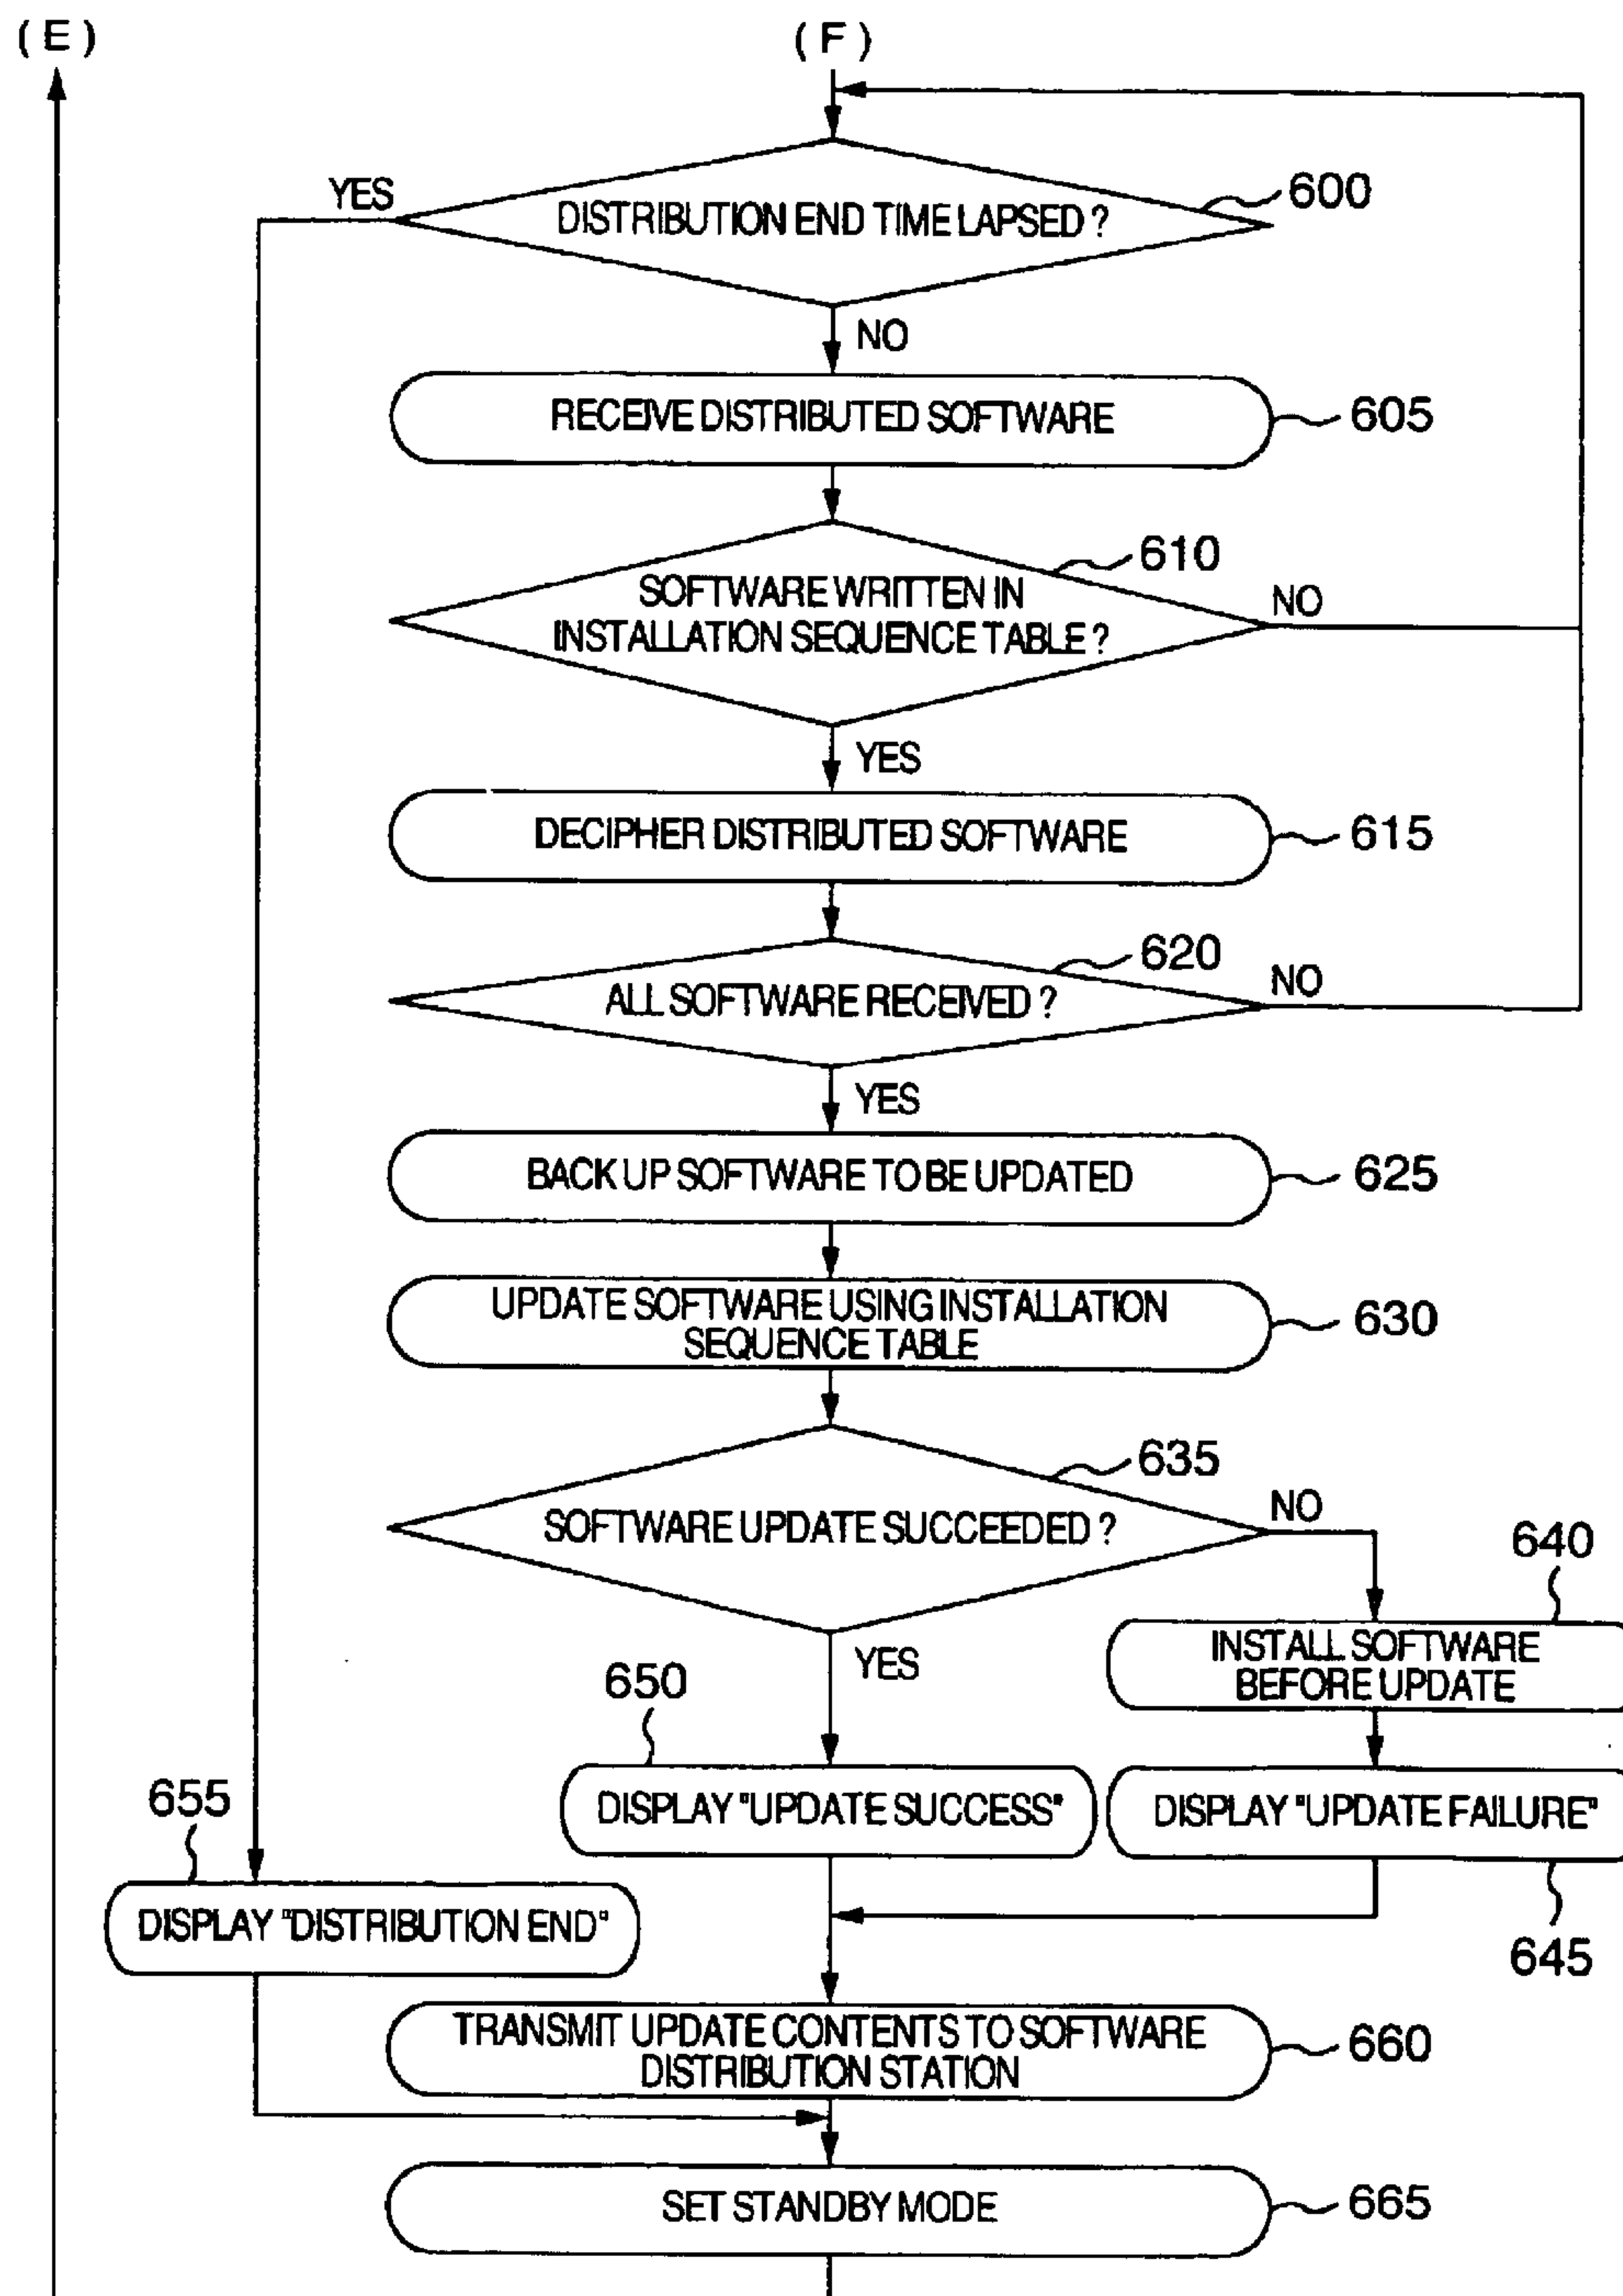 (E)
(F)
YES
DISTRIBUTION END TIME LAPSED ?
600
NO
RECEIVE DISTRIBUTED SOFTWARE
605
610
SOFTWARE WRITTEN IN
INSTALLATION SEQUENCE TABLE ?
NO
YES
DECIPHER DISTRIBUTED SOFTWARE
615
620
ALL SOFTWARE RECEIVED ?
NO
YES
BACK UP SOFTWARE TO BE UPDATED
625
UPDATE SOFTWARE USING INSTALLATION
SEQUENCE TABLE
630
635
SOFTWARE UPDATE SUCCEEDED ?
NO
640
YES
INSTALL SOFTWARE
BEFORE UPDATE
650
DISPLAY "UPDATE SUCCESS"
DISPLAY "UPDATE FAILURE"
655
DISPLAY "DISTRIBUTION END"
645
TRANSMIT UPDATE CONTENTS TO SOFTWARE
DISTRIBUTION STATION
660
SET STANDBY MODE
665